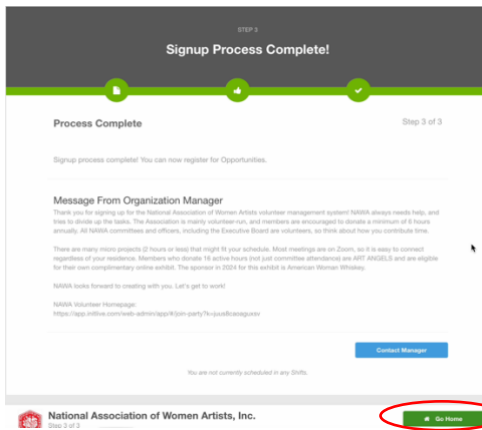 STEP 3
Signup Process Complete!
Process Complete
Step 3 of 3
Signup process complete! You can now register for Opportunities.
Message From Organization Manager
Thank you for signing up for the National Association of Women Artists volunteer management system! NAWA always needs help, and
tries to divide up the tasks. The Association is mainly volunteer-run, and members are encouraged to donate a minimum of 6 hours
annually. All NAWA committees and officers, including the Executive Board are volunteers, so think about how you contribute time.
There are many micro projects (2 hours or less) that might fit your schedule. Most meetings are on Zoom, so it is easy to connect
regardless of your residence. Members who donate 16 active hours (not just committee attendance) are ART ANGELS and are eligible
for their own complimentary online exhibit. The sponsor in 2024 for this exhibit is American Woman Whiskey.
NAWA looks forward to creating with you. Let's get to work!
NAWA Volunteer Homepage:
Contact Manager
You are not currently scheduled in any Shifts.
National Association of Women Artists, Inc.
Go Home
Step 3 of 3